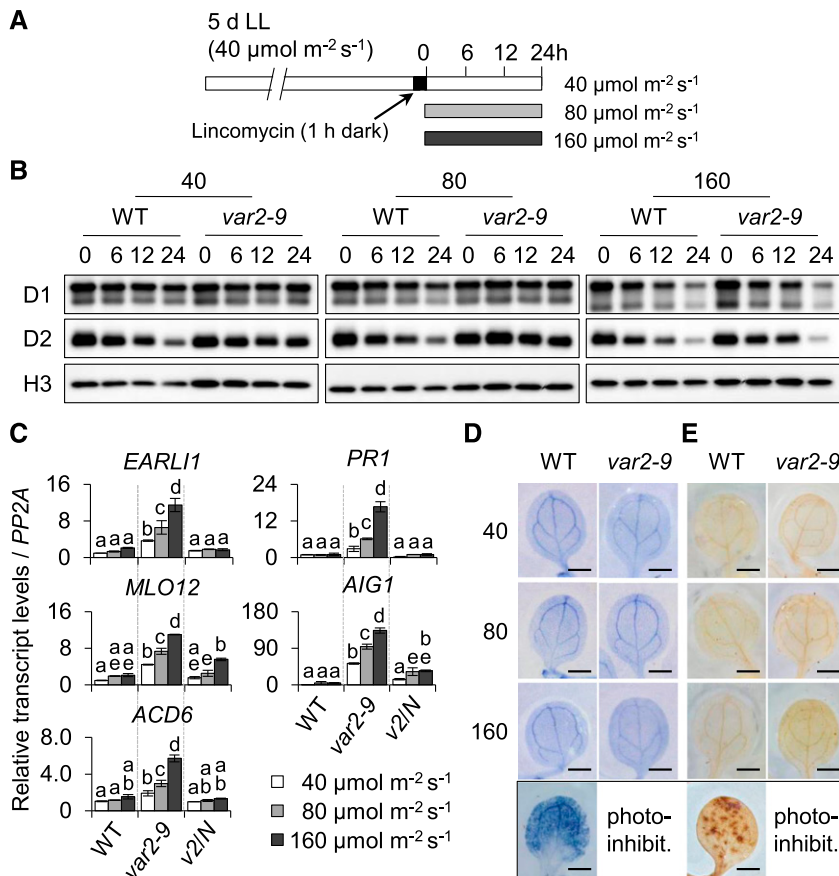 A
5 d LL
(40 µmol m⁻² s⁻¹)
0 6 12 24h
40 µmol m⁻² s⁻¹
80 µmol m⁻² s⁻¹
160 µmol m⁻² s⁻¹
Lincomycin (1 h dark)
B
40 80 160
WT var2-9 WT var2-9 WT var2-9
0 6 12 24 0 6 12 24 0 6 12 24 0 6 12 24 0 6 12 24 0 6 12 24
D1
D2
H3
C
Relative transcript levels / PP2A
EARLI1
16
8
0
a a a b c d a a a
PR1
24
12
0
a a a b c d a a a
MLO12
16
8
0
a a a e e b c d a e e b
AIG1
180
90
0
a a a b c d a e b e
ACD6
8.0
4.0
0
a a a b b c d a a b a b
WT var2-9 v2/N
WT var2-9 v2/N
40 µmol m⁻² s⁻¹
80 µmol m⁻² s⁻¹
160 µmol m⁻² s⁻¹
D E
WT var2-9 WT var2-9
40
80
160
photo-
inhibit.
photo-
inhibit.